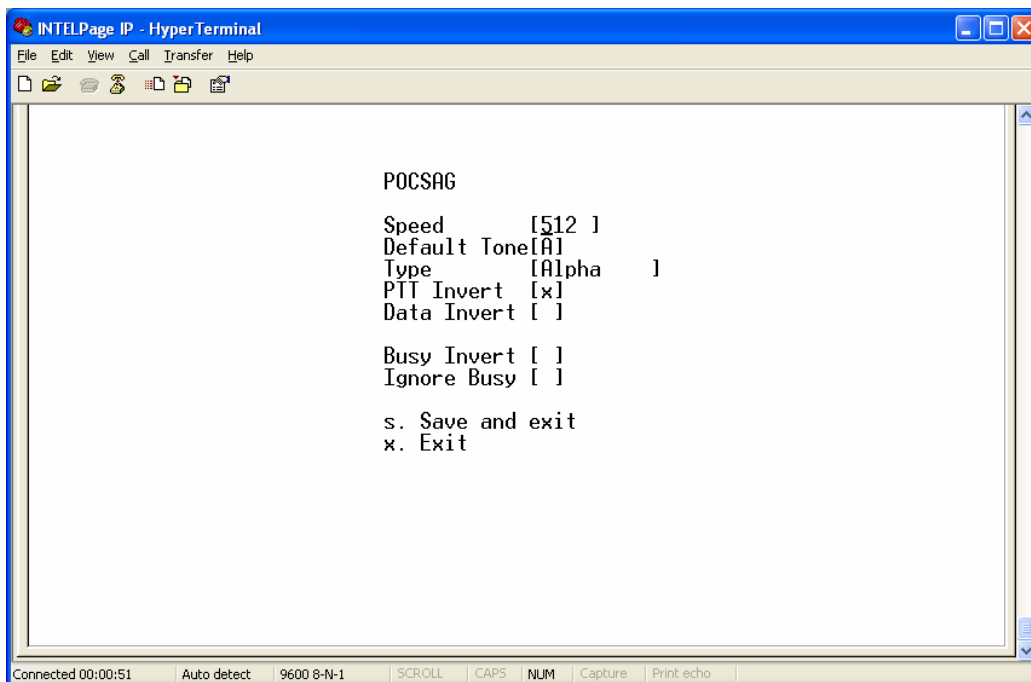 INTELPage IP - HyperTerminal
File Edit View Call Transfer Help
POCSAG
Speed [512 ]
Default Tone[A]
Type [Alpha ]
PTT Invert [x]
Data Invert [ ]
Busy Invert [ ]
Ignore Busy [ ]
s. Save and exit
x. Exit
Connected 00:00:51 Auto detect 9600 8-N-1 SCROLL CAPS NUM Capture Print echo